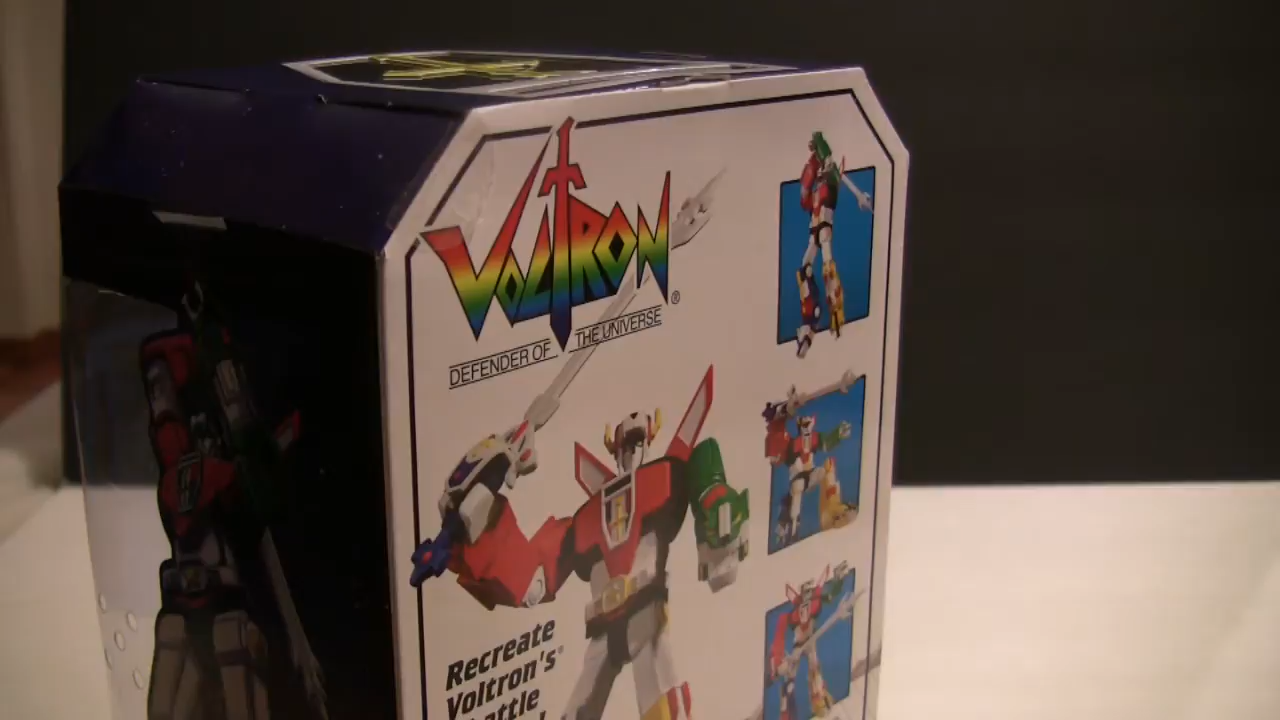 VOLTRON
®
DEFENDER OF THE UNIVERSE
Recreate
Voltron's®